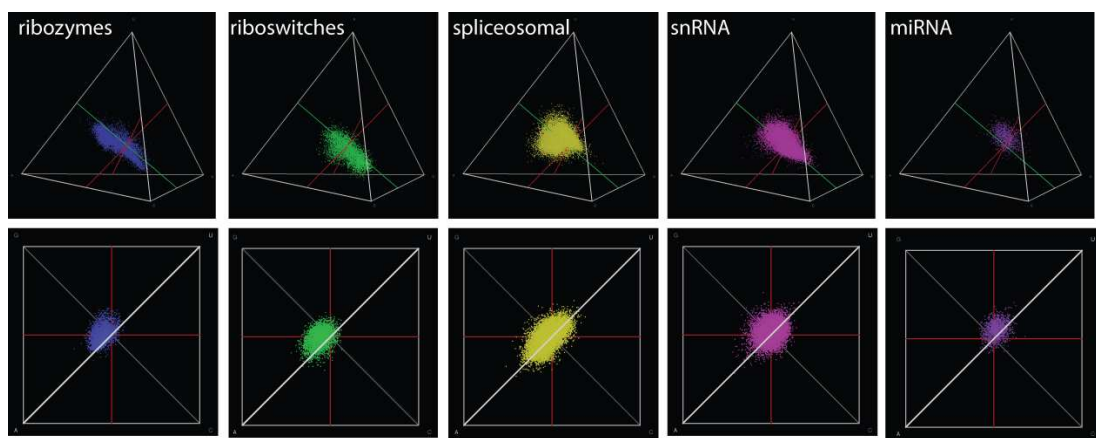 ribozymes
riboswitches
spliceosomal
snRNA
miRNA
G U
U
G U
G U
G U
A C
A
A
A C
A C